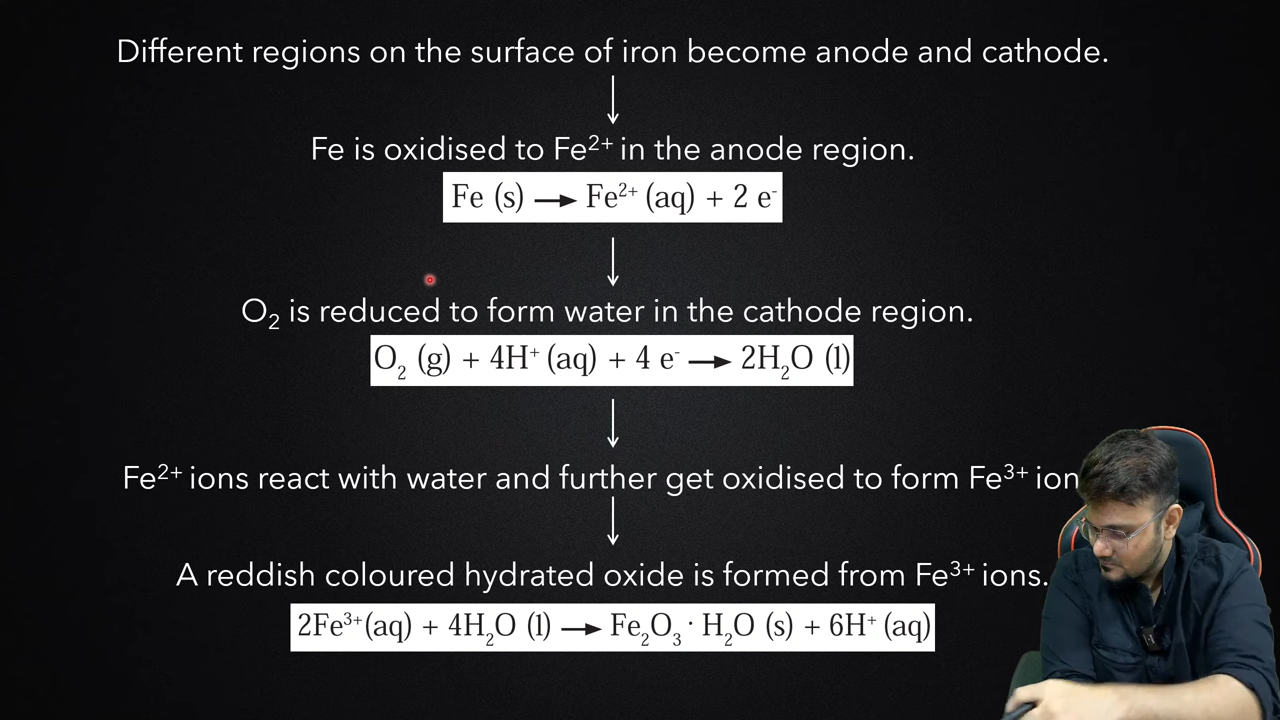 Different regions on the surface of iron become anode and cathode.
Fe is oxidised to Fe²⁺ in the anode region.
Fe (s) → Fe²⁺ (aq) + 2 e⁻
O₂ is reduced to form water in the cathode region.
O₂ (g) + 4H⁺ (aq) + 4 e⁻ → 2H₂O (l)
Fe²⁺ ions react with water and further get oxidised to form Fe³⁺ ion
A reddish coloured hydrated oxide is formed from Fe³⁺ ions.
2Fe³⁺(aq) + 4H₂O (l) → Fe₂O₃ · H₂O (s) + 6H⁺ (aq)